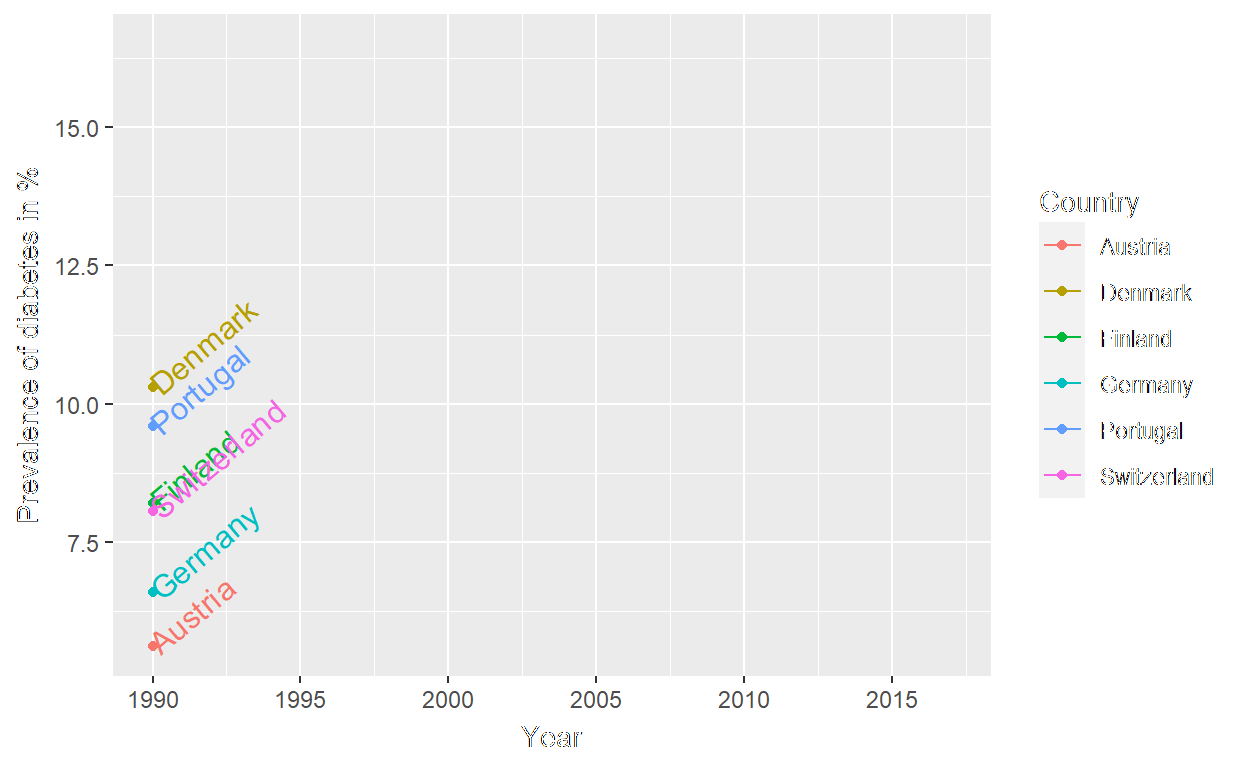 Prevalence of diabetes in %
15.0
12.5
10.0
7.5
Denmark
Portugal
Finland
Switzerland
Germany
Austria
1990 1995 2000 2005 2010 2015
Year
Country
Austria
Denmark
Finland
Germany
Portugal
Switzerland